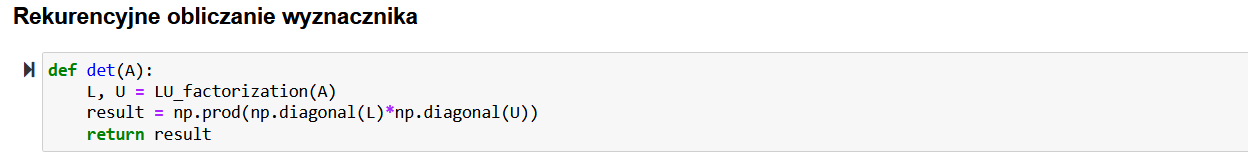 Rekurencyjne obliczanie wyznacznika
def det(A):
    L, U = LU_factorization(A)
    result = np.prod(np.diagonal(L)*np.diagonal(U))
    return result